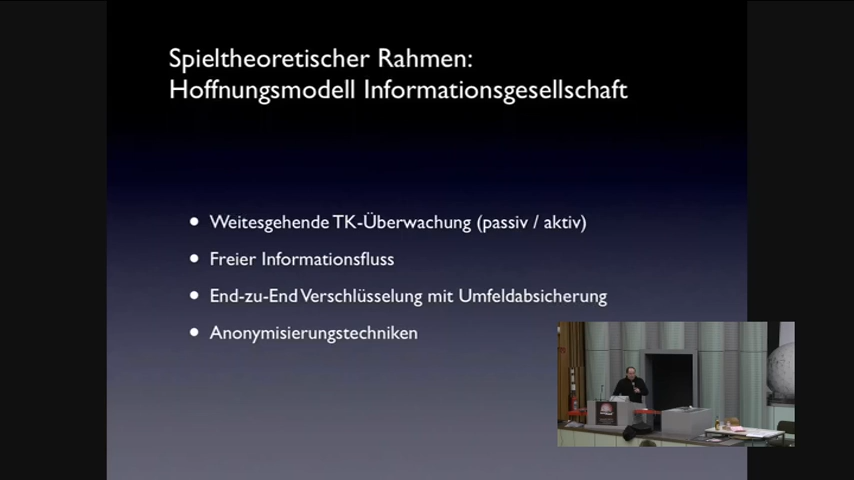 Spieltheoretischer Rahmen:
Hoffnungsmodell Informationsgesellschaft
Weitesgehende TK-Überwachung (passiv / aktiv)
Freier Informationsfluss
End-zu-End Verschlüsselung mit Umfeldabsicherung
Anonymisierungstechniken